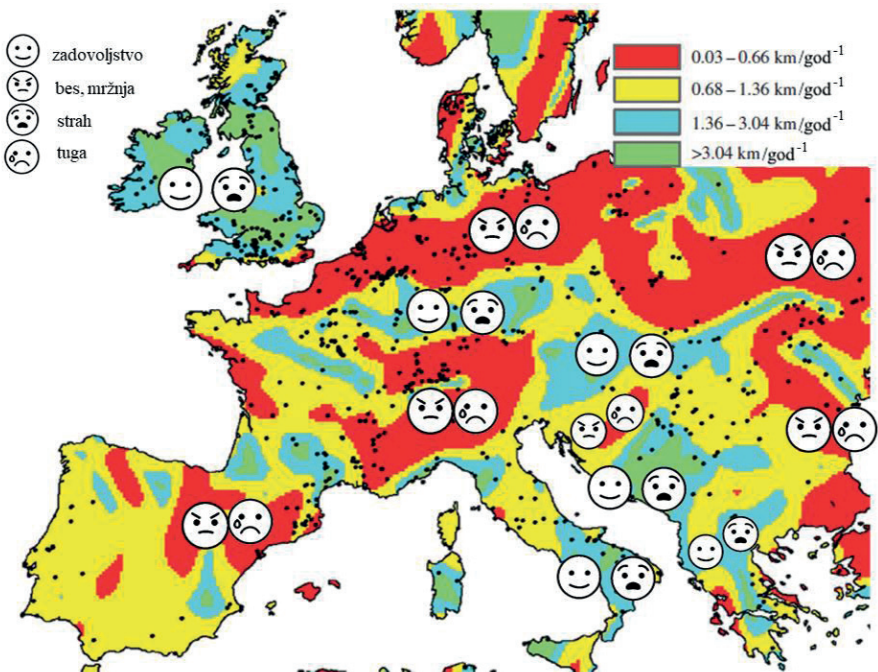 zadovoljstvo
bes, mržnja
strah
tuga
0.03 – 0.66 km/god⁻¹
0.68 – 1.36 km/god⁻¹
1.36 – 3.04 km/god⁻¹
>3.04 km/god⁻¹